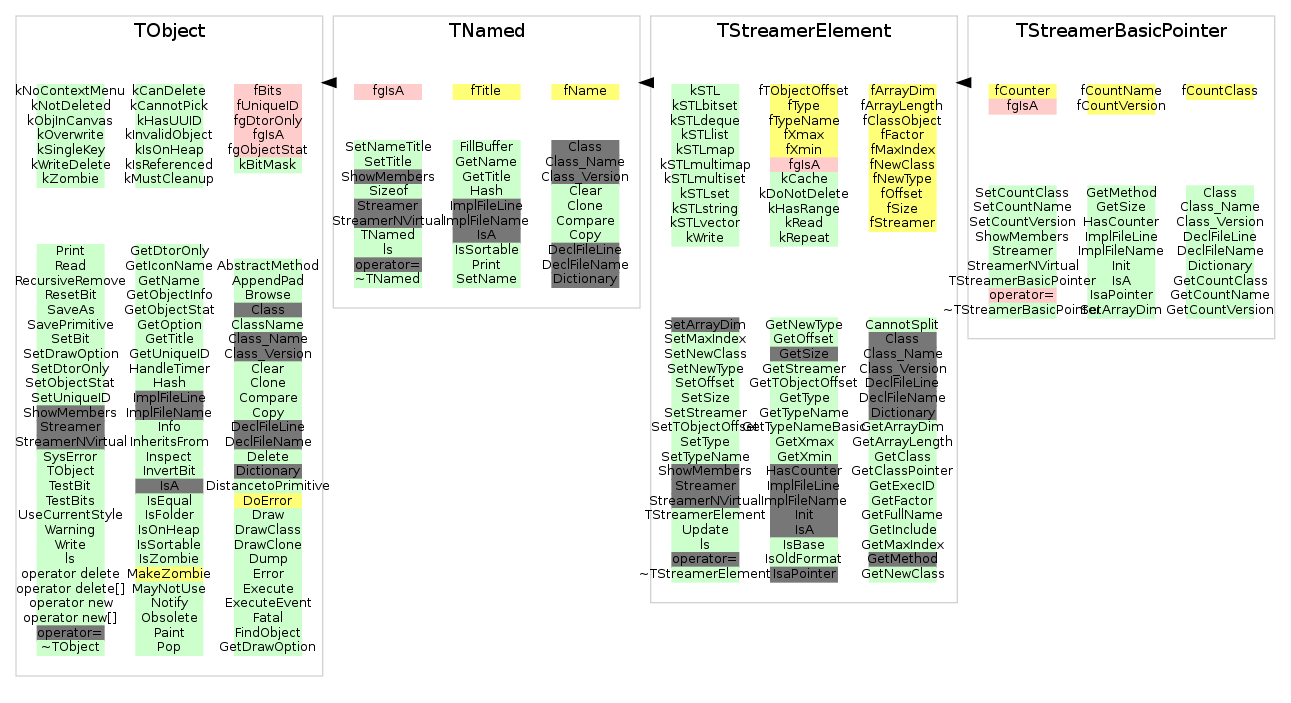 TObject
kNoContextMenu
kNotDeleted
kObjInCanvas
kOverwrite
kSingleKey
kWriteDelete
kZombie
kCanDelete
kCannotPick
kHasUUID
kInvalidObject
kIsOnHeap
kIsReferenced
kMustCleanup
fBits
fUniqueID
fgDtorOnly
fgIsA
fgObjectStat
kBitMask
Print
Read
RecursiveRemove
ResetBit
SaveAs
SavePrimitive
SetBit
SetDrawOption
SetDtorOnly
SetObjectStat
SetUniqueID
ShowMembers
Streamer
StreamerNVirtual
SysError
TObject
TestBit
TestBits
UseCurrentStyle
Warning
Write
ls
operator delete
operator delete[]
operator new
operator new[]
operator=
~TObject
GetDtorOnly
GetIconName
GetName
GetObjectInfo
GetObjectStat
GetOption
GetTitle
GetUniqueID
HandleTimer
Hash
ImplFileLine
ImplFileName
Info
InheritsFrom
Inspect
InvertBit
IsA
IsEqual
IsFolder
IsOnHeap
IsSortable
IsZombie
MakeZombie
MayNotUse
Notify
Obsolete
Paint
Pop
AbstractMethod
AppendPad
Browse
Class
ClassName
Class_Name
Class_Version
Clear
Clone
Compare
Copy
DeclFileLine
DeclFileName
Delete
Dictionary
DistancetoPrimitive
DoError
Draw
DrawClass
DrawClone
Dump
Error
Execute
ExecuteEvent
Fatal
FindObject
GetDrawOption
TNamed
fgIsA
fTitle
fName
SetNameTitle
SetTitle
ShowMembers
Sizeof
Streamer
StreamerNVirtual
TNamed
ls
operator=
~TNamed
FillBuffer
GetName
GetTitle
Hash
ImplFileLine
ImplFileName
IsA
IsSortable
Print
SetName
Class
Class_Name
Class_Version
Clear
Clone
Compare
Copy
DeclFileLine
DeclFileName
Dictionary
TStreamerElement
kSTL
kSTLbitset
kSTLdeque
kSTLlist
kSTLmap
kSTLmultimap
kSTLmultiset
kSTLset
kSTLstring
kSTLvector
kWrite
fTObjectOffset
fType
fTypeName
fXmax
fXmin
fgIsA
kCache
kDoNotDelete
kHasRange
kRead
kRepeat
fArrayDim
fArrayLength
fClassObject
fFactor
fMaxIndex
fNewClass
fNewType
fOffset
fSize
fStreamer
SetArrayDim
SetMaxIndex
SetNewClass
SetNewType
SetOffset
SetSize
SetStreamer
SetTObjectOffset
SetType
SetTypeName
ShowMembers
Streamer
StreamerNVirtual
TStreamerElement
Update
ls
operator=
~TStreamerElement
GetNewType
GetOffset
GetSize
GetStreamer
GetTObjectOffset
GetType
GetTypeName
GetTypeNameBasic
GetXmax
GetXmin
HasCounter
ImplFileLine
ImplFileName
Init
IsA
IsBase
IsOldFormat
IsaPointer
CannotSplit
Class
Class_Name
Class_Version
DeclFileLine
DeclFileName
Dictionary
GetArrayDim
GetArrayLength
GetClass
GetClassPointer
GetExecID
GetFactor
GetFullName
GetInclude
GetMaxIndex
GetMethod
GetNewClass
TStreamerBasicPointer
fCounter
fgIsA
fCountName
fCountVersion
fCountClass
SetCountClass
SetCountName
SetCountVersion
ShowMembers
Streamer
StreamerNVirtual
TStreamerBasicPointer
operator=
~TStreamerBasicPointer
GetMethod
GetSize
HasCounter
ImplFileLine
ImplFileName
Init
IsA
IsaPointer
SetArrayDim
Class
Class_Name
Class_Version
DeclFileLine
DeclFileName
Dictionary
GetCountClass
GetCountName
GetCountVersion